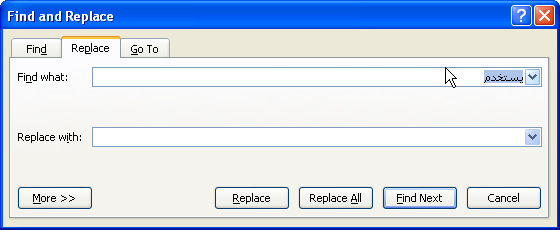 Find and Replace
Find Replace Go To
Find what: يستخدم
Replace with:
More >> Replace Replace All Find Next Cancel